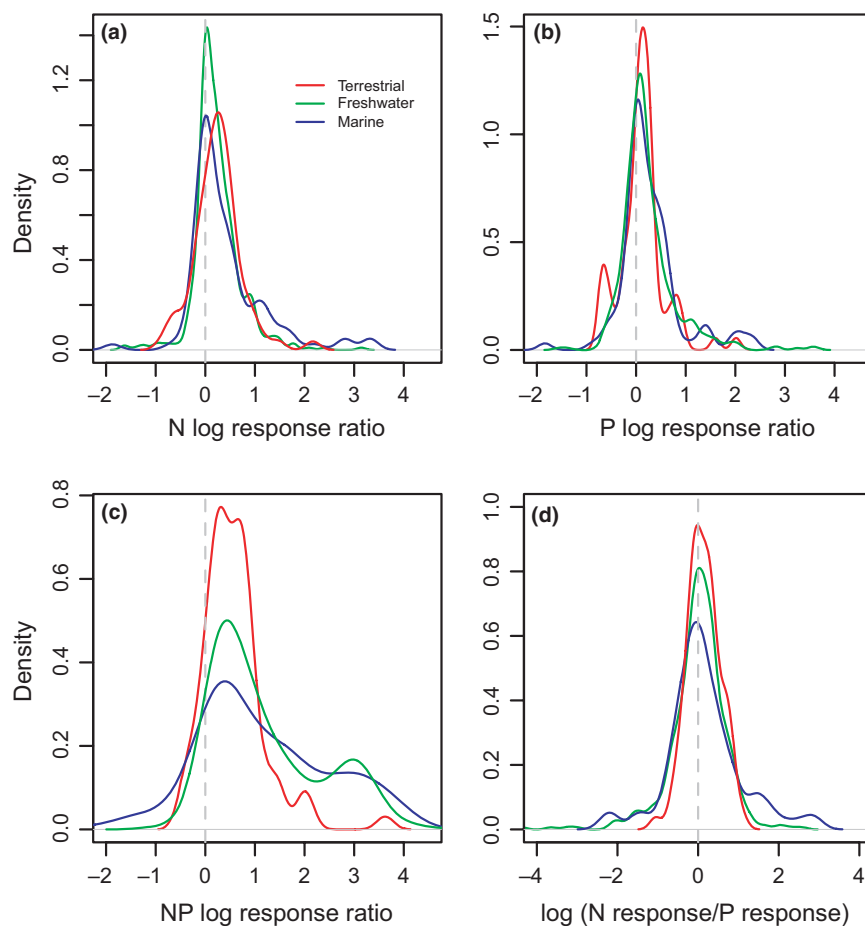 (a)
Terrestrial
Freshwater
Marine
Density
0.0 0.4 0.8 1.2
–2 –1 0 1 2 3 4
N log response ratio
(b)
0.0 0.5 1.0 1.5
–2 –1 0 1 2 3 4
P log response ratio
(c)
Density
0.0 0.2 0.4 0.6 0.8
–2 –1 0 1 2 3 4
NP log response ratio
(d)
0.0 0.2 0.4 0.6 0.8 1.0
–4 –2 0 2 4
log (N response/P response)